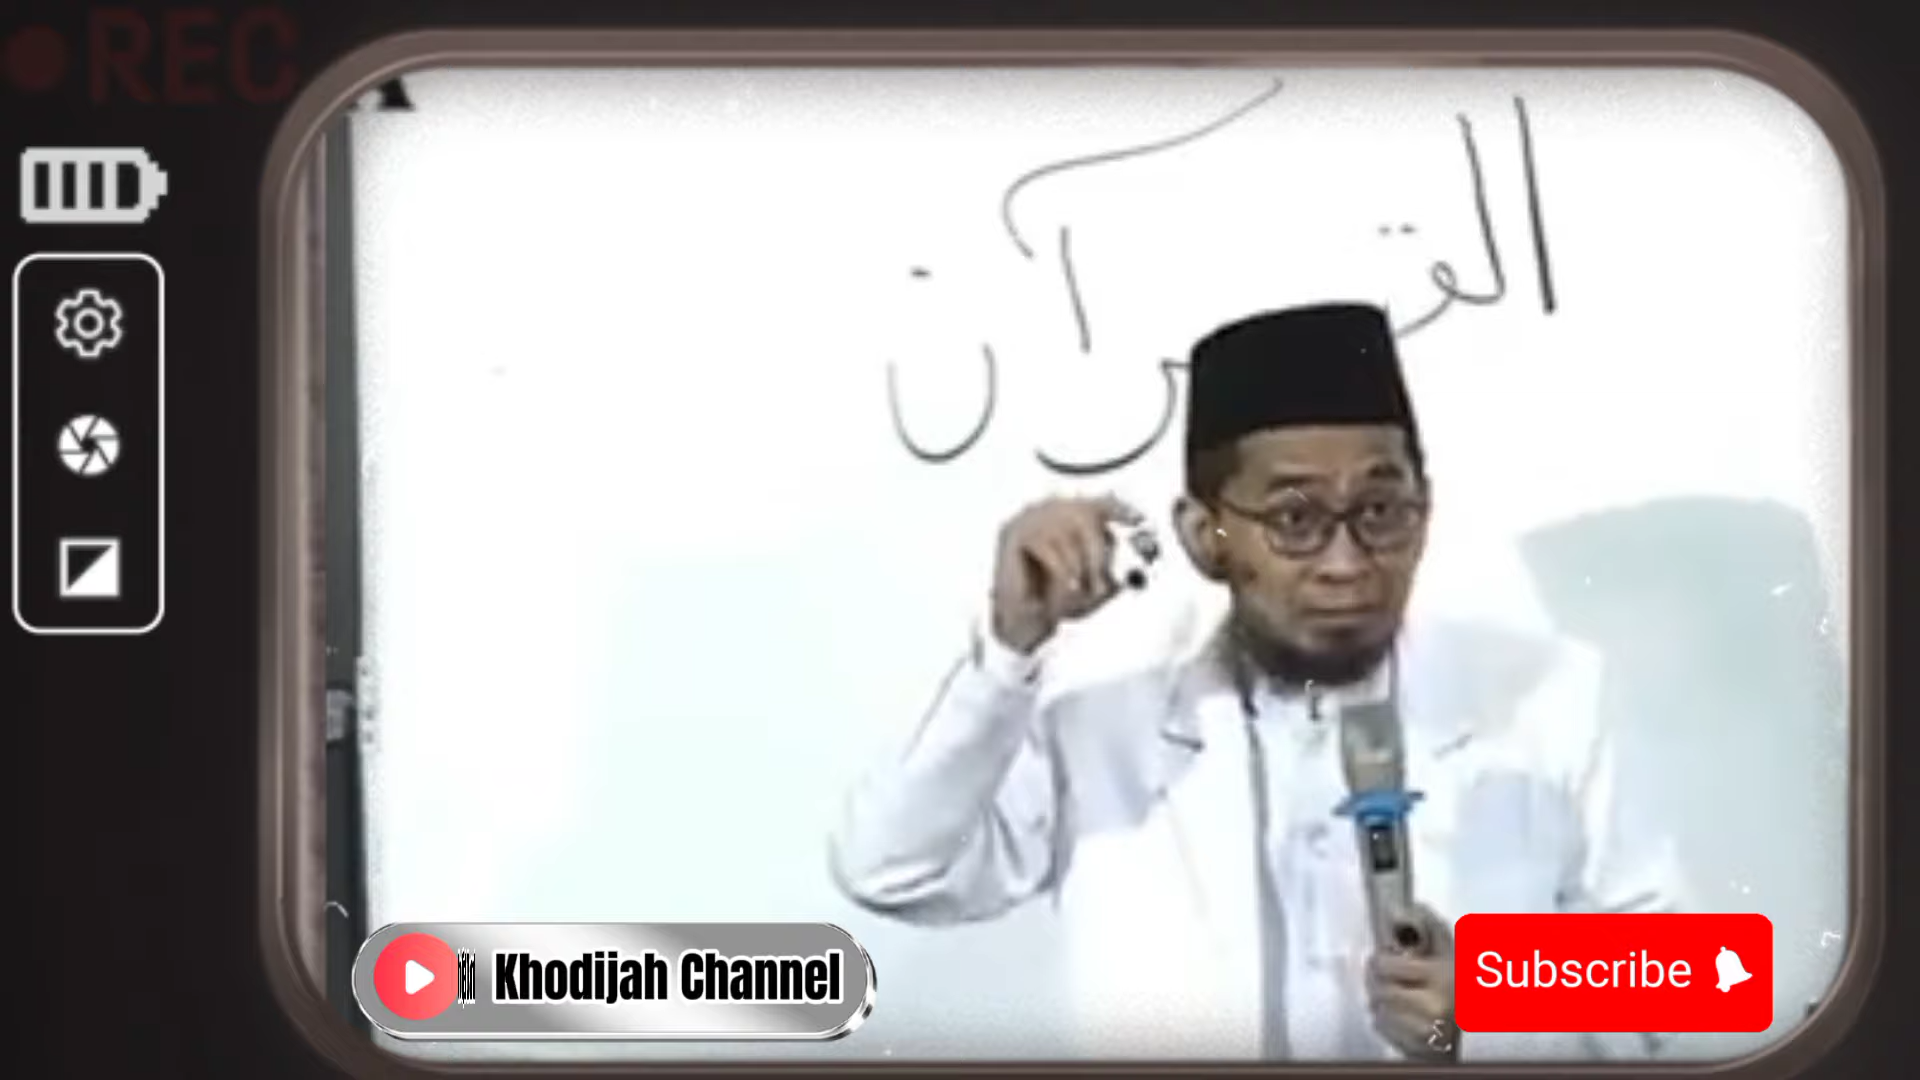 REC
القرآن
Khodijah Channel
Subscribe